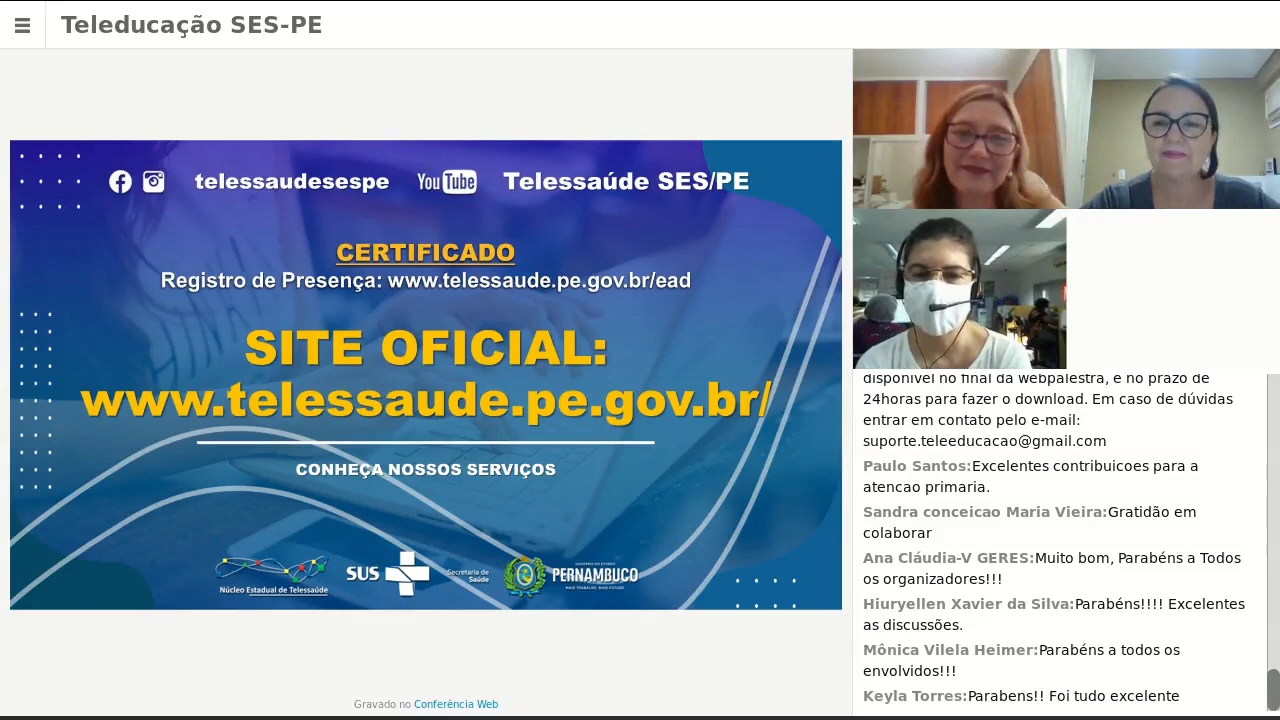 Teleducação SES-PE
telessaudesespe
YouTube
Telessaúde SES/PE
CERTIFICADO
Registro de Presença: www.telessaude.pe.gov.br/ead
SITE OFICIAL:
www.telessaude.pe.gov.br/
CONHEÇA NOSSOS SERVIÇOS
Núcleo Estadual de Telessaúde
SUS
Secretaria de
Saúde
PERNAMBUCO
MAIS TRABALHO, MAIS FUTURO
Gravado no Conferência Web
disponível no final da webpalestra, e no prazo de
24horas para fazer o download. Em caso de dúvidas
entrar em contato pelo e-mail:
suporte.teleeducacao@gmail.com
Paulo Santos:Excelentes contribuicoes para a
atencao primaria.
Sandra conceicao Maria Vieira:Gratidão em
colaborar
Ana Cláudia-V GERES:Muito bom, Parabéns a Todos
os organizadores!!!
Hiuryellen Xavier da Silva:Parabéns!!!! Excelentes
as discussões.
Mônica Vilela Heimer:Parabéns a todos os
envolvidos!!!
Keyla Torres:Parabens!! Foi tudo excelente